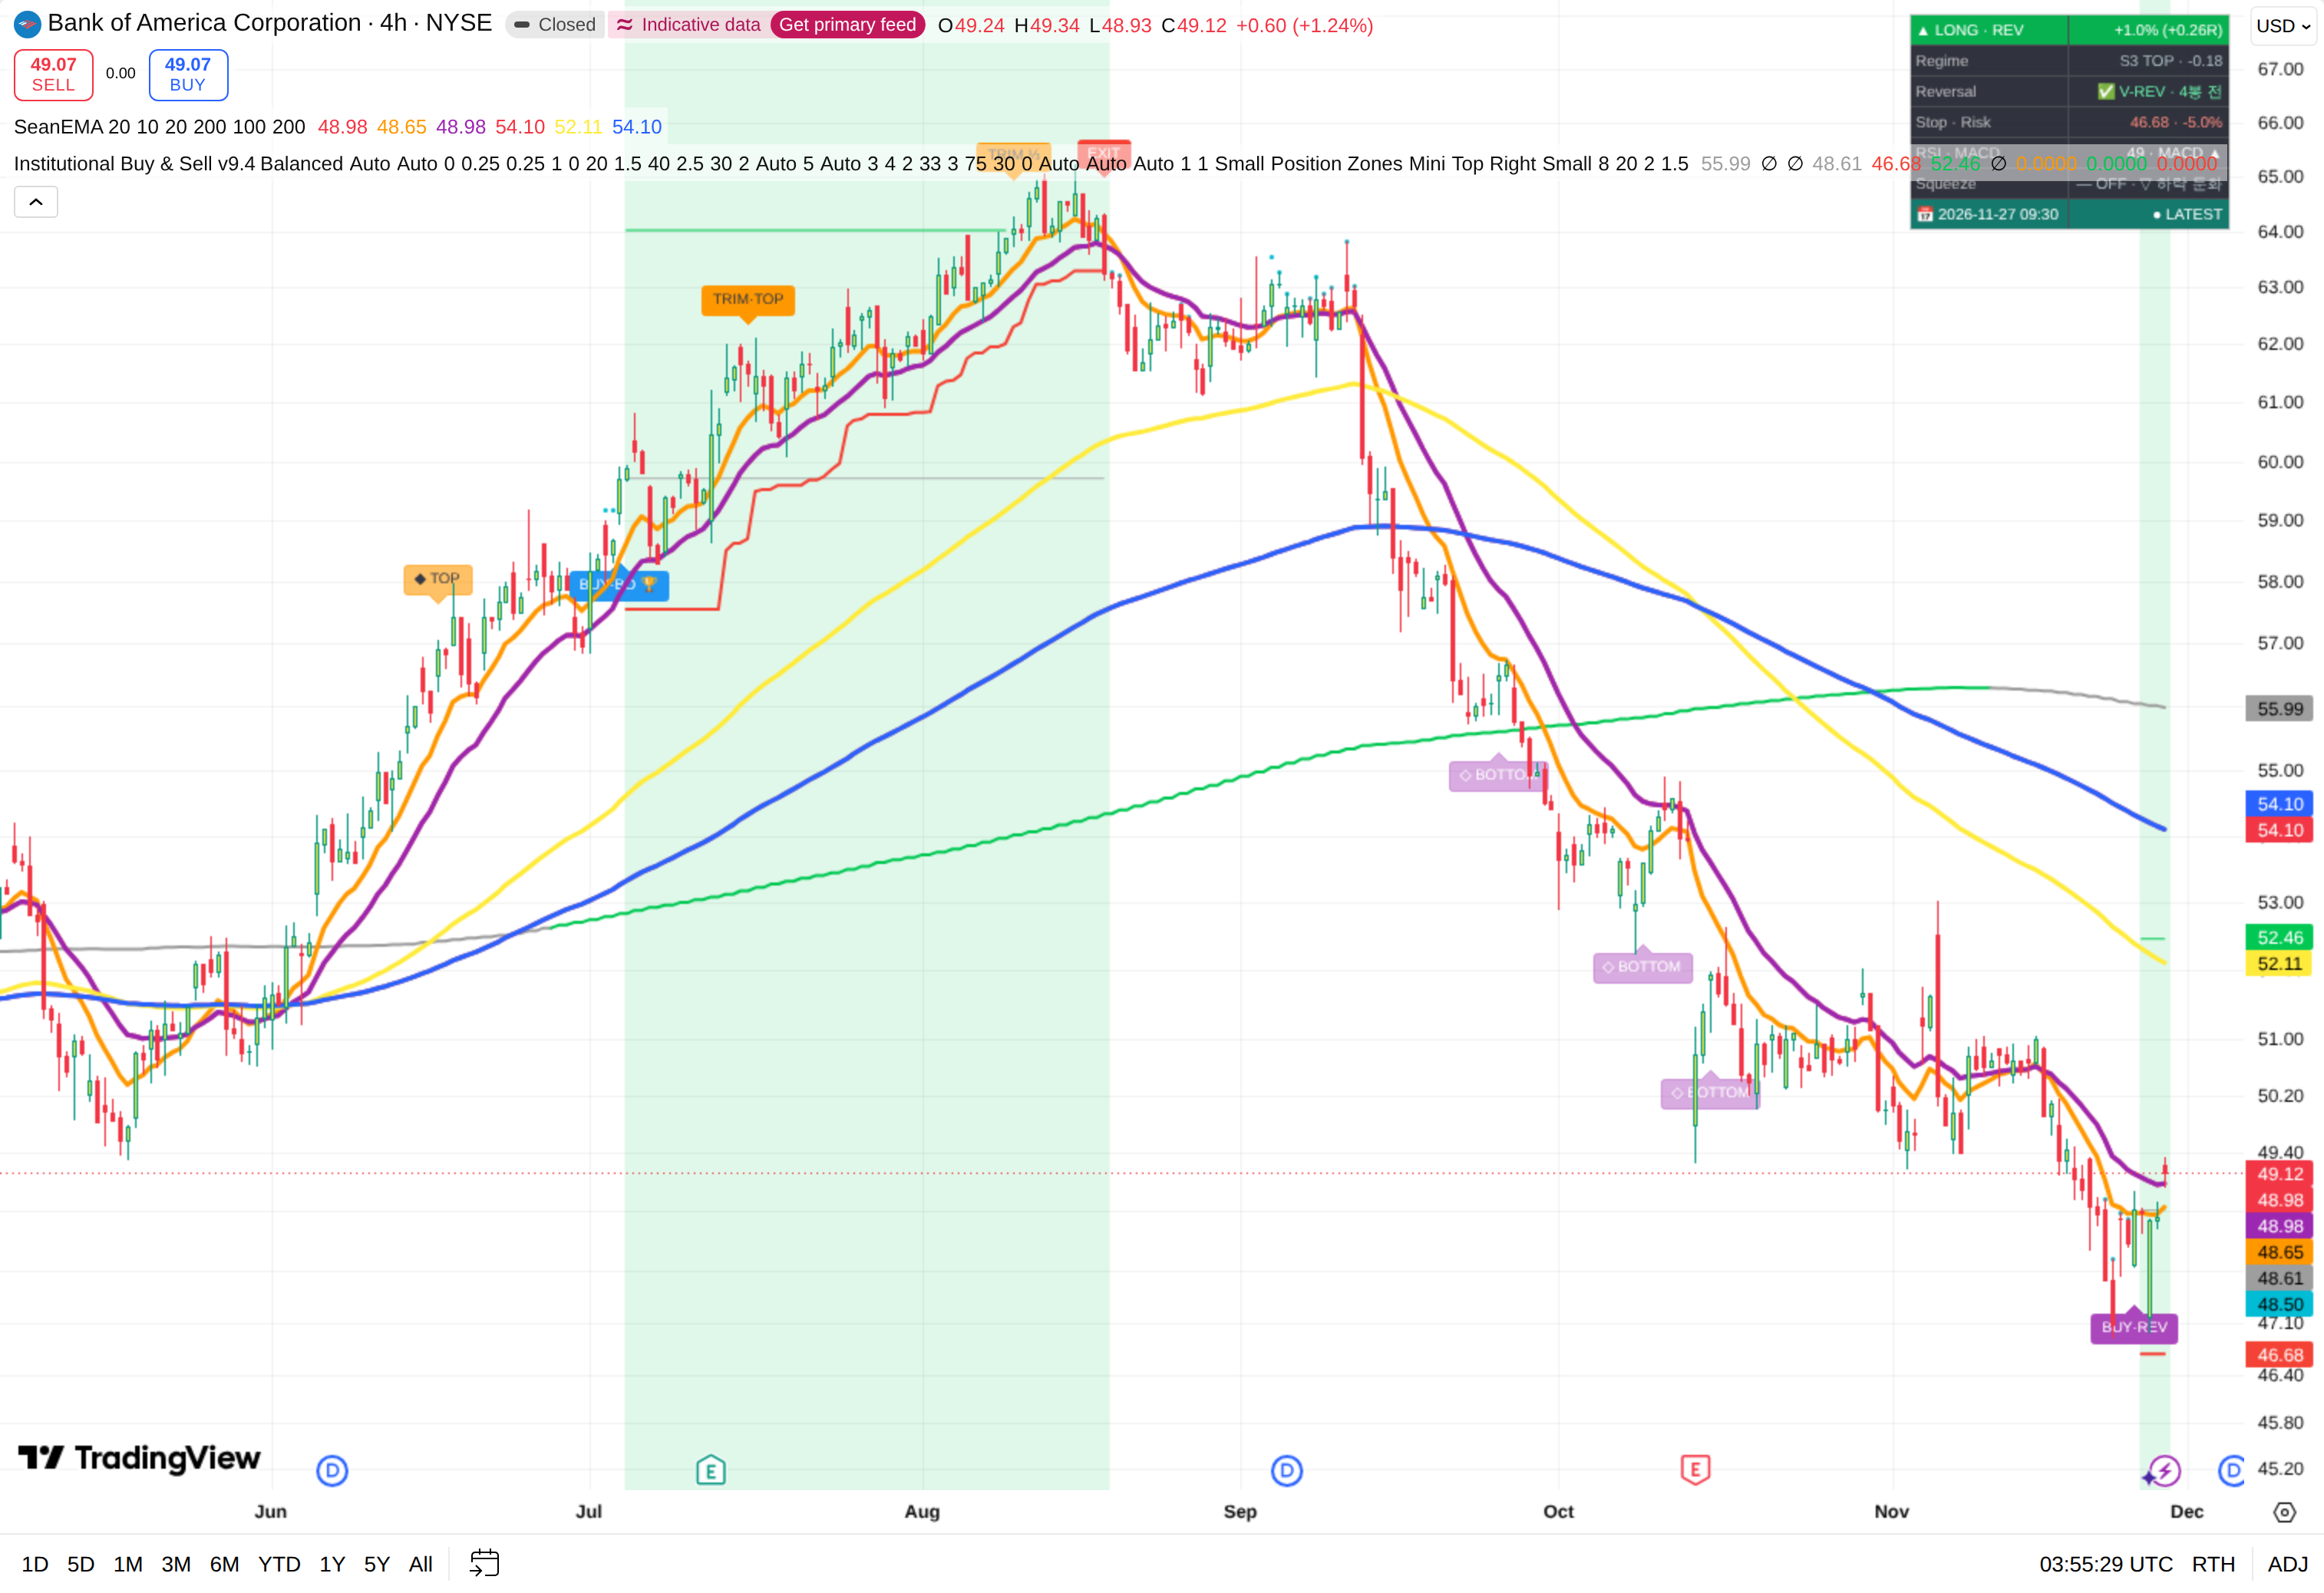 Bank of America Corporation · 4h · NYSE Closed Indicative data Get primary feed O49.24 H49.34 L48.93 C49.12 +0.60 (+1.24%)
USD
49.07
SELL
0.00
49.07
BUY
SeanEMA 20 10 20 200 100 200 48.98 48.65 48.98 54.10 52.11 54.10
Institutional Buy & Sell v9.4 Balanced Auto Auto 0 0.25 0.25 1 0 20 1.5 40 2.5 30 2 Auto 5 Auto 3 4 2 33 3 75 30 0 Auto Auto Auto 1 1 Small Position Zones Mini Top Right Small 8 20 2 1.5 55.99 ∅ ∅ 48.61 46.68 52.46 ∅ 0.0000 0.0000 0.0000
▲ LONG · REV +1.0% (+0.26R)
Regime S3 TOP · -0.18
Reversal ✅ V-REV · 4봉 전
Stop · Risk 46.68 · -5.0%
RSI · MACD 49 · MACD ▲
Squeeze — OFF · ▽ 하락 둔화
📅 2026-11-27 09:30 ● LATEST
EXIT
TRIM-TOP
◆ TOP
BUY-BO 🏆
◇ BOTTOM
◇ BOTTOM
◇ BOTTOM
BUY-REV
67.00
66.00
65.00
64.00
63.00
62.00
61.00
60.00
59.00
58.00
57.00
55.99
55.00
54.10
54.10
53.00
52.46
52.11
51.00
50.20
49.40
49.12
48.98
48.98
48.65
48.61
48.50
47.10
46.68
46.40
45.80
45.20
TradingView
D E D E D
Jun Jul Aug Sep Oct Nov Dec
1D 5D 1M 3M 6M YTD 1Y 5Y All 03:55:29 UTC RTH ADJ